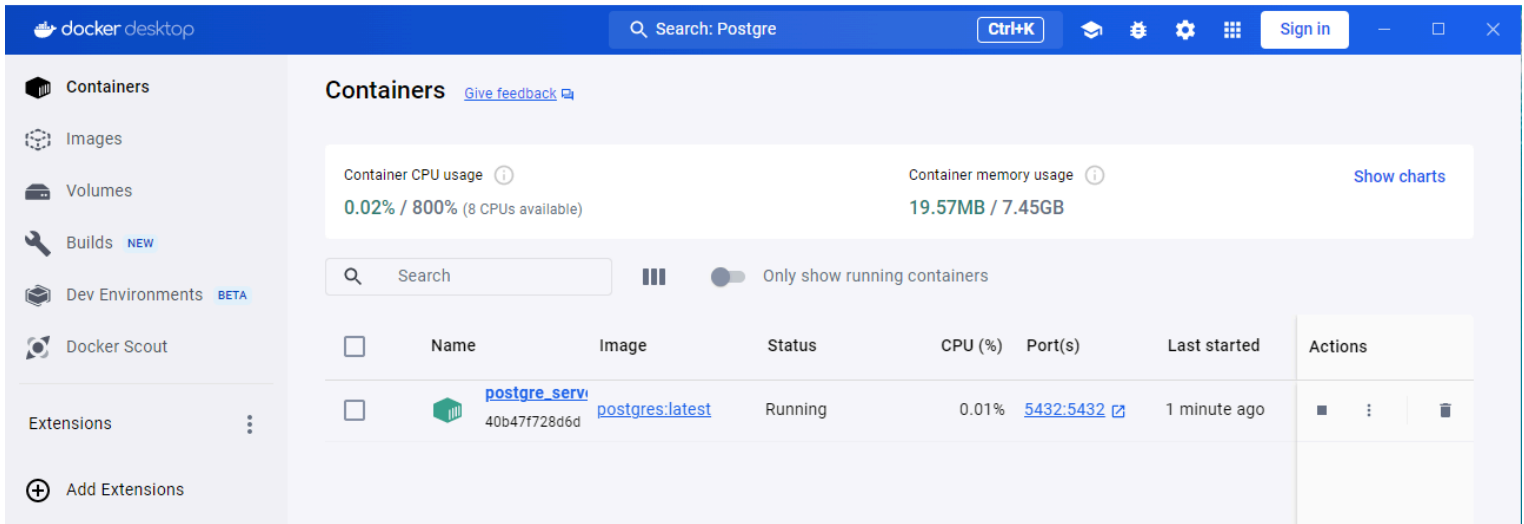 docker desktop
Search: Postgre
Ctrl+K
Sign in
Containers
Images
Volumes
Builds NEW
Dev Environments BETA
Docker Scout
Extensions
Add Extensions
Containers Give feedback
Container CPU usage
0.02% / 800% (8 CPUs available)
Container memory usage
19.57MB / 7.45GB
Show charts
Search
Only show running containers
Name Image Status CPU (%) Port(s) Last started Actions
postgre_serv
40b47f728d6d
postgres:latest Running 0.01% 5432:5432 1 minute ago